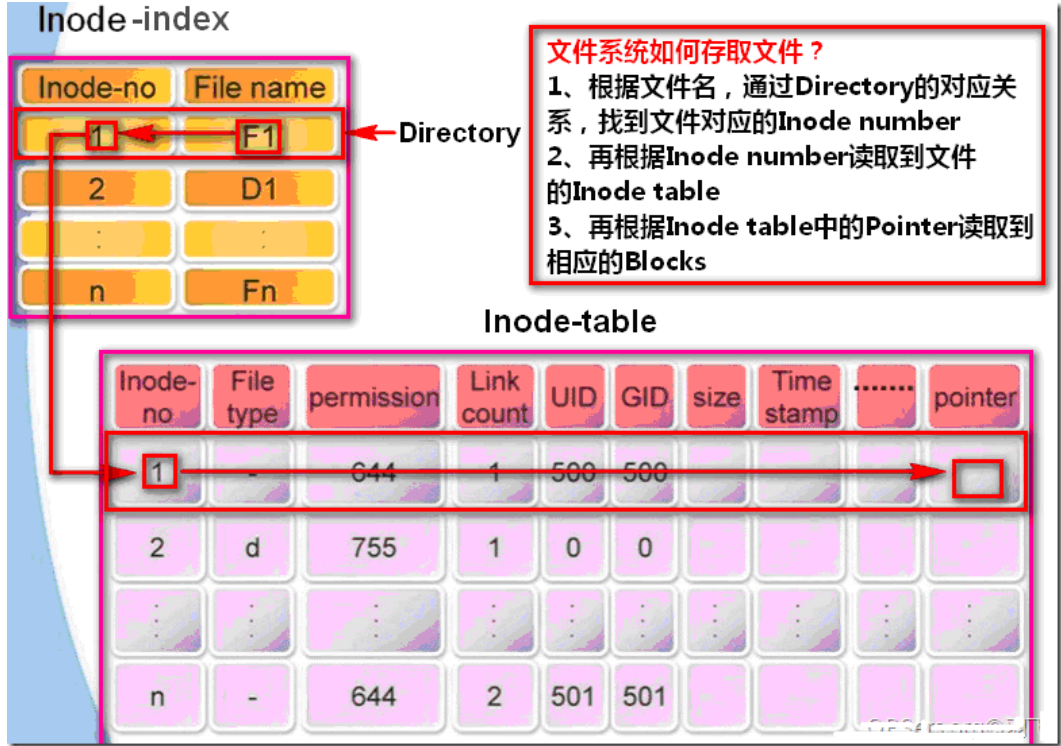 Inode-index
Inode-no File name
1 F1
Directory
2 D1
: :
n Fn
文件系统如何存取文件？
1、根据文件名，通过Directory的对应关
系，找到文件对应的Inode number
2、再根据Inode number读取到文件
的Inode table
3、再根据Inode table中的Pointer读取到
相应的Blocks
Inode-table
Inode-no File type permission Link count UID GID size Time stamp ....... pointer
1 - 644 1 500 500
2 d 755 1 0 0
: : : : : : : : : :
n - 644 2 501 501